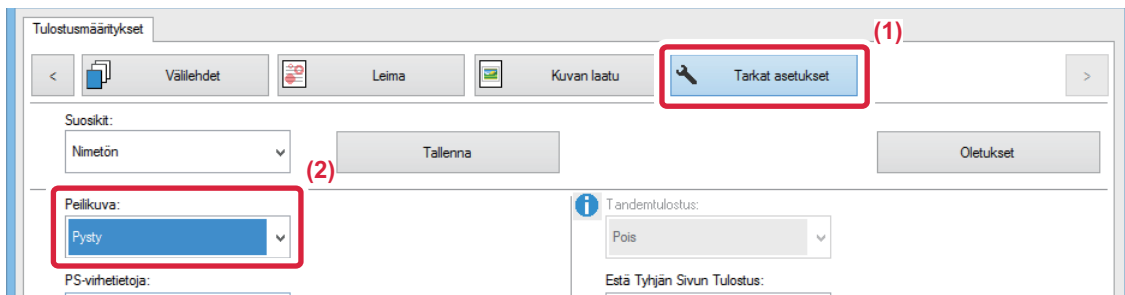 Tulostusmääritykset
(1)
<
Välilehdet
Leima
Kuvan laatu
Tarkat asetukset
>
Suosikit:
Nimetön
Tallenna
Oletukset
(2)
Peilikuva:
Tandemtulostus:
Pysty
Pois
PS-virhetietoja:
Estä Tyhjän Sivun Tulostus: